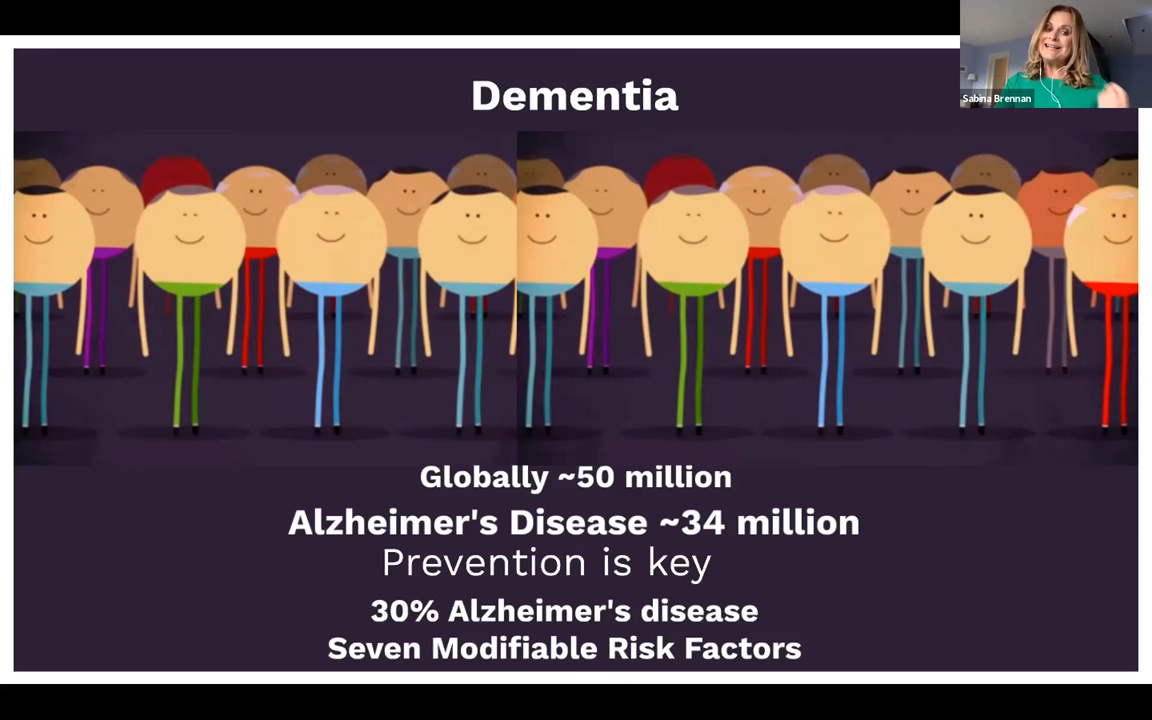 Sabina Brennan
Dementia
Globally ~50 million
Alzheimer's Disease ~34 million
Prevention is key
30% Alzheimer's disease
Seven Modifiable Risk Factors